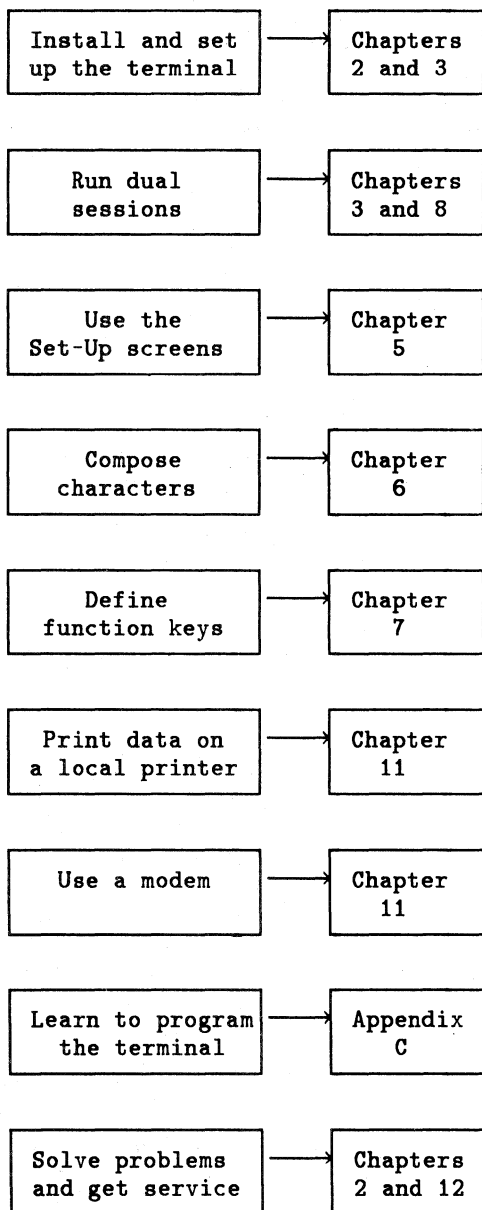 Install and set
up the terminal
Chapters
2 and 3
Run dual
sessions
Chapters
3 and 8
Use the
Set-Up screens
Chapter
5
Compose
characters
Chapter
6
Define
function keys
Chapter
7
Print data on
a local printer
Chapter
11
Use a modem
Chapter
11
Learn to program
the terminal
Appendix
C
Solve problems
and get service
Chapters
2 and 12